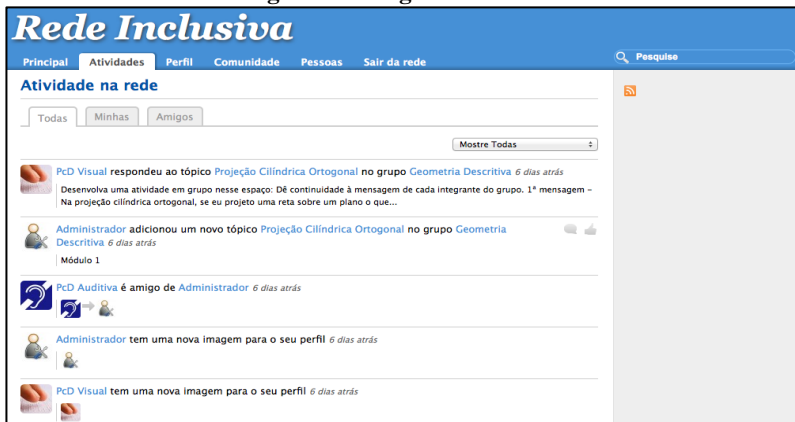 Rede Inclusiva
Principal Atividades Perfil Comunidade Pessoas Sair da rede Pesquise
Atividade na rede
Todas Minhas Amigos
Mostre Todas
PcD Visual respondeu ao tópico Projeção Cilíndrica Ortogonal no grupo Geometria Descritiva 6 dias atrás
Desenvolva uma atividade em grupo nesse espaço: Dê continuidade à mensagem de cada integrante do grupo. 1ª mensagem –
Na projeção cilíndrica ortogonal, se eu projeto uma reta sobre um plano o que...
Administrador adicionou um novo tópico Projeção Cilíndrica Ortogonal no grupo Geometria
Descritiva 6 dias atrás
Módulo 1
PcD Auditiva é amigo de Administrador 6 dias atrás
Administrador tem uma nova imagem para o seu perfil 6 dias atrás
PcD Visual tem uma nova imagem para o seu perfil 6 dias atrás